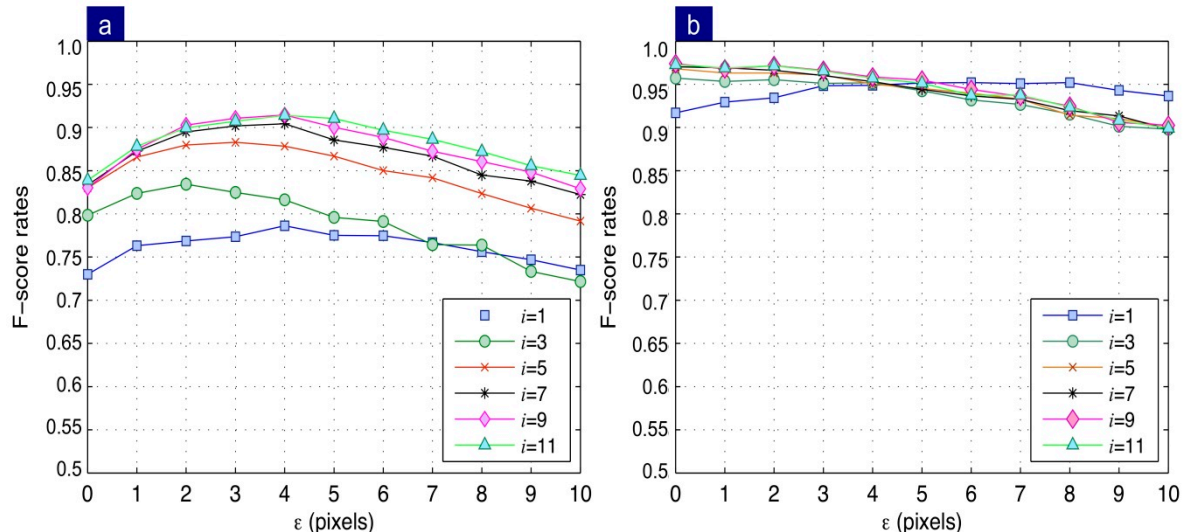 a
1.0
0.95
0.9
0.85
0.8
0.75
0.7
0.65
0.6
0.55
0.5
F-score rates
0 1 2 3 4 5 6 7 8 9 10
ε (pixels)
i=1
i=3
i=5
i=7
i=9
i=11
b
1.0
0.95
0.9
0.85
0.8
0.75
0.7
0.65
0.6
0.55
0.5
F-score rates
0 1 2 3 4 5 6 7 8 9 10
ε (pixels)
i=1
i=3
i=5
i=7
i=9
i=11